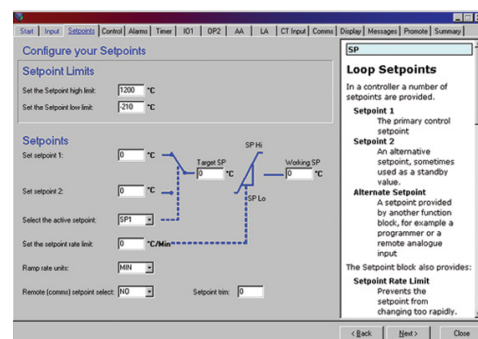 Start Input Setpoints Control Alarms Timer IO1 OP2 AA LA CT Input Comms Display Messages Promote Summary
Configure your Setpoints
Setpoint Limits
Set the Setpoint high limit: 1200 °C
Set the Setpoint low limit: -210 °C
Setpoints
SP Hi
Set setpoint 1: 0 °C
Target SP
0 °C
Working SP
0 °C
Set setpoint 2: 0 °C
SP Lo
Select the active setpoint: SP1
Set the setpoint rate limit: 0 °C/Min
Ramp rate units: MIN
Remote (comms) setpoint select: NO
Setpoint trim: 0
SP
Loop Setpoints
In a controller a number of
setpoints are provided.
Setpoint 1
The primary control
setpoint
Setpoint 2
An alternative
setpoint, sometimes
used as a standby
value.
Alternate Setpoint
A setpoint provided
by another function
block, for example a
programmer or a
remote analogue
input
The Setpoint block also provides:
Setpoint Rate Limit
Prevents the
setpoint from
changing too rapidly.
< Back Next > Close